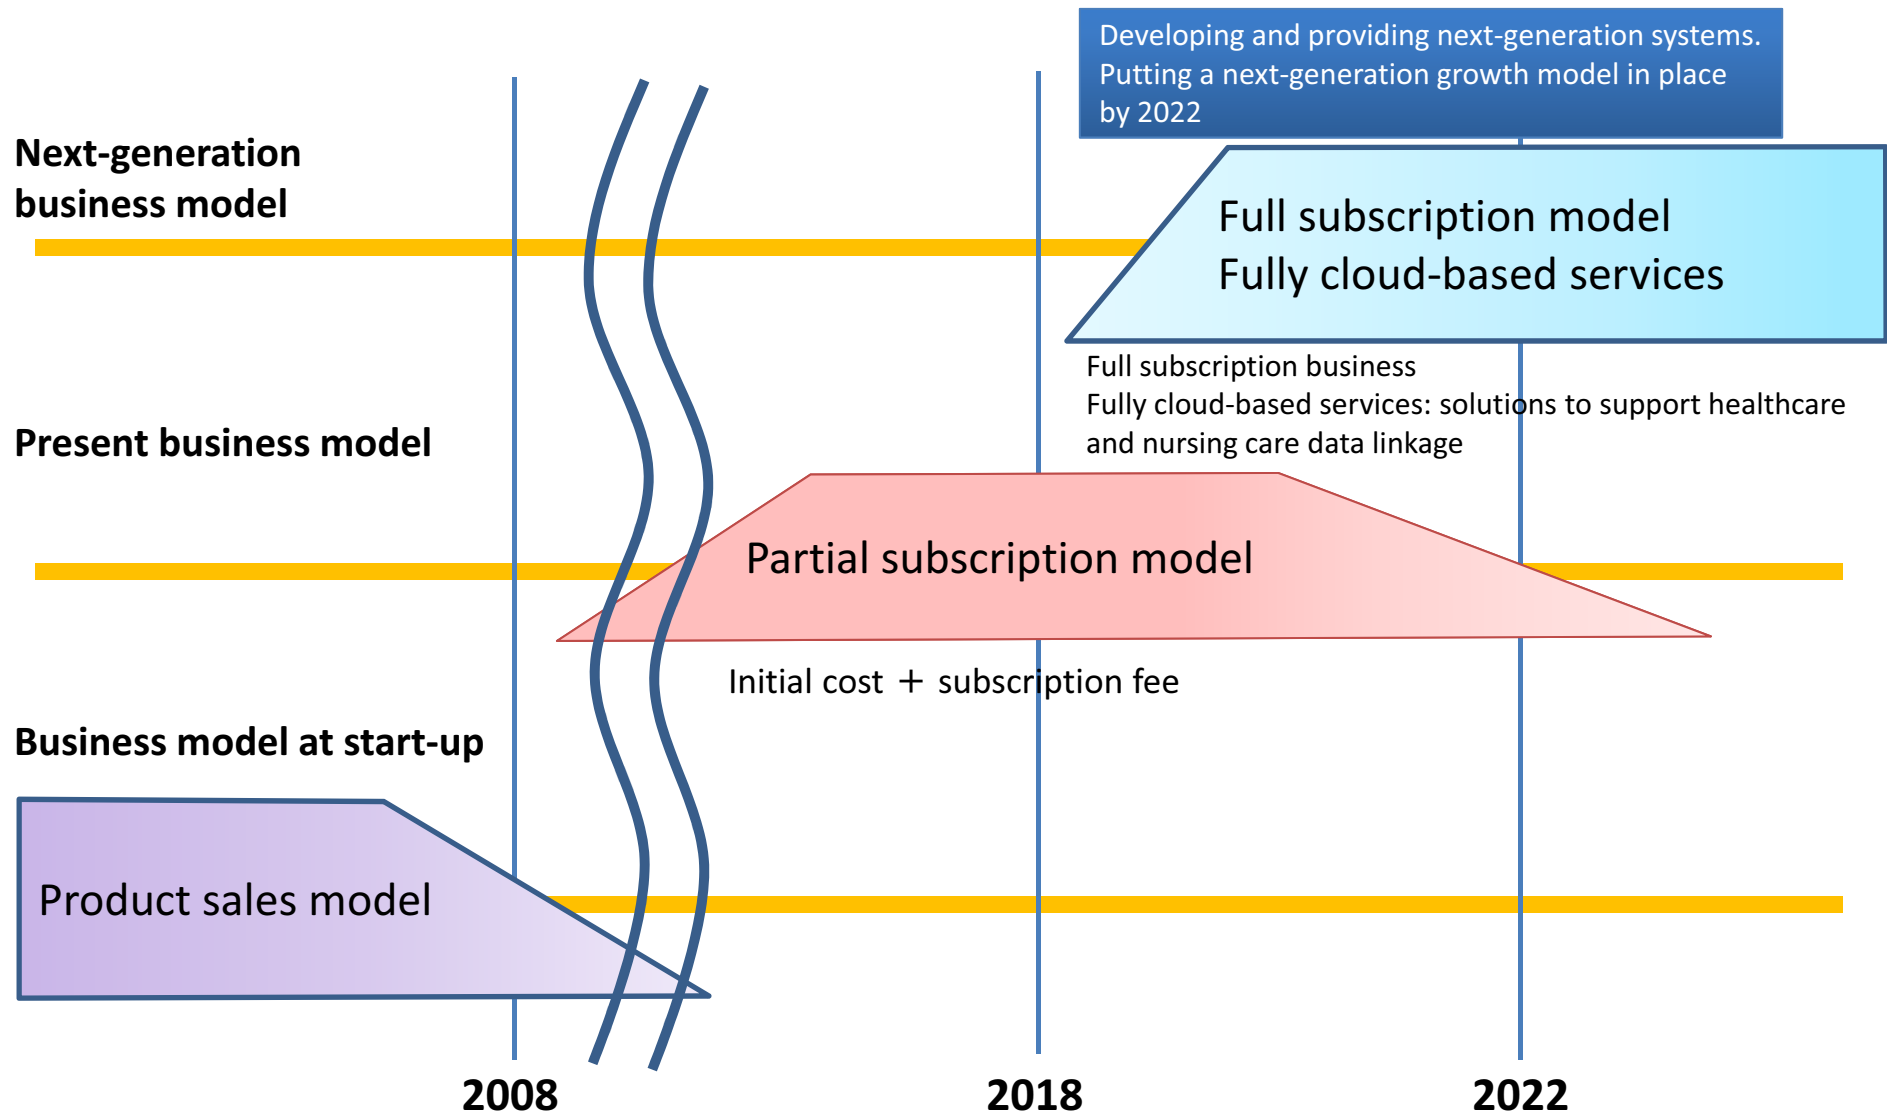 Developing and providing next-generation systems.
Putting a next-generation growth model in place
by 2022
Next-generation
business model
Full subscription model
Fully cloud-based services
Full subscription business
Fully cloud-based services: solutions to support healthcare
and nursing care data linkage
Present business model
Partial subscription model
Initial cost + subscription fee
Business model at start-up
Product sales model
2008
2018
2022